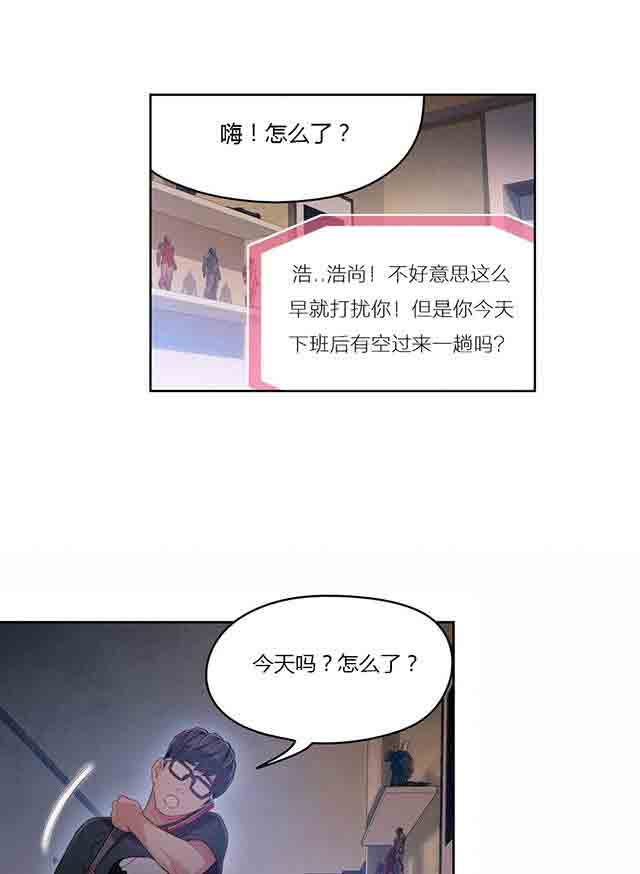 嗨！怎么了？
浩..浩尚！不好意思这么
早就打扰你！但是你今天
下班后有空过来一趟吗？
今天吗？怎么了？